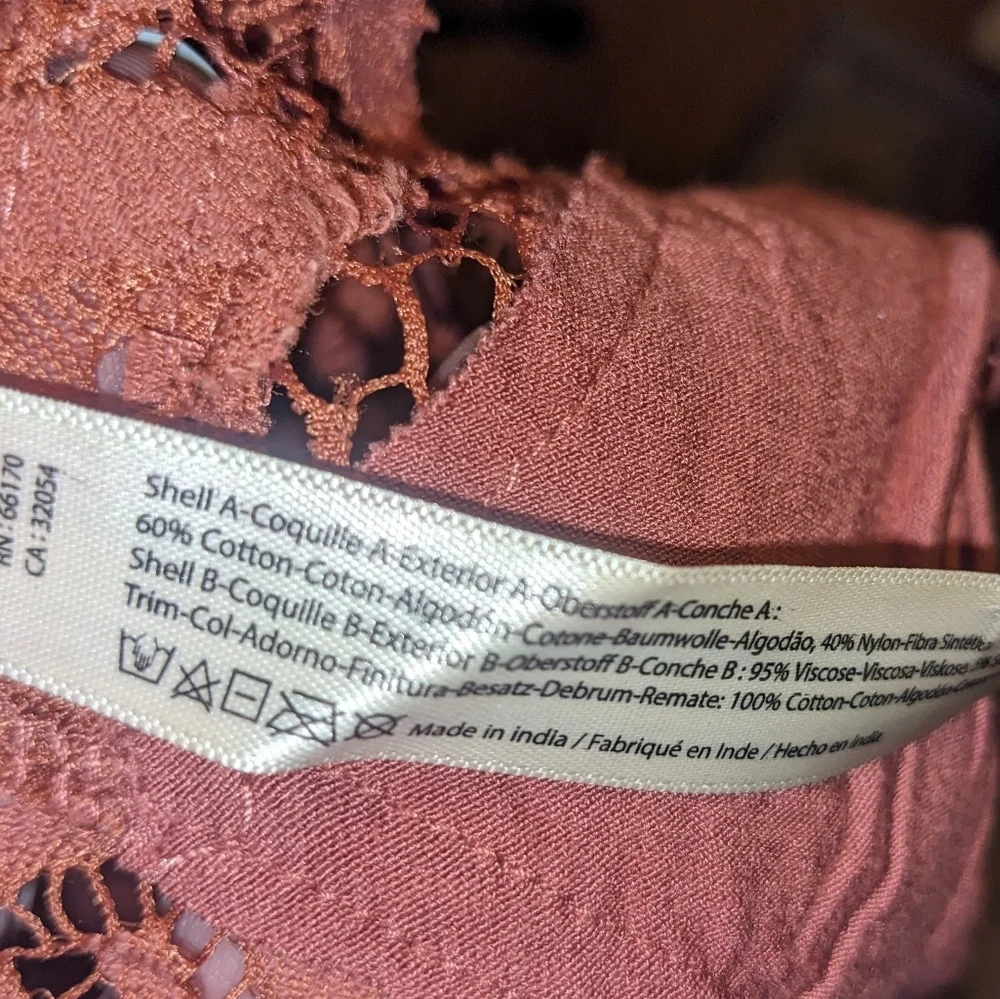 RN : 66170
CA : 32054
Shell A-Coquille A-Exterior A-Oberstoff A-Conche A :
60% Cotton-Coton-Algodón-Cotone-Baumwolle-Algodão, 40% Nylon-Fibra
Shell B-Coquille B-Exterior B-Oberstoff B-Conche B : 95% Viscose-Viscosa-Viskose
Trim-Col-Adorno-Finitura-Besatz-Debrum-Remate: 100% Cotton-Coton-Algodón
Made in india / Fabriqué en Inde / Hecho en India